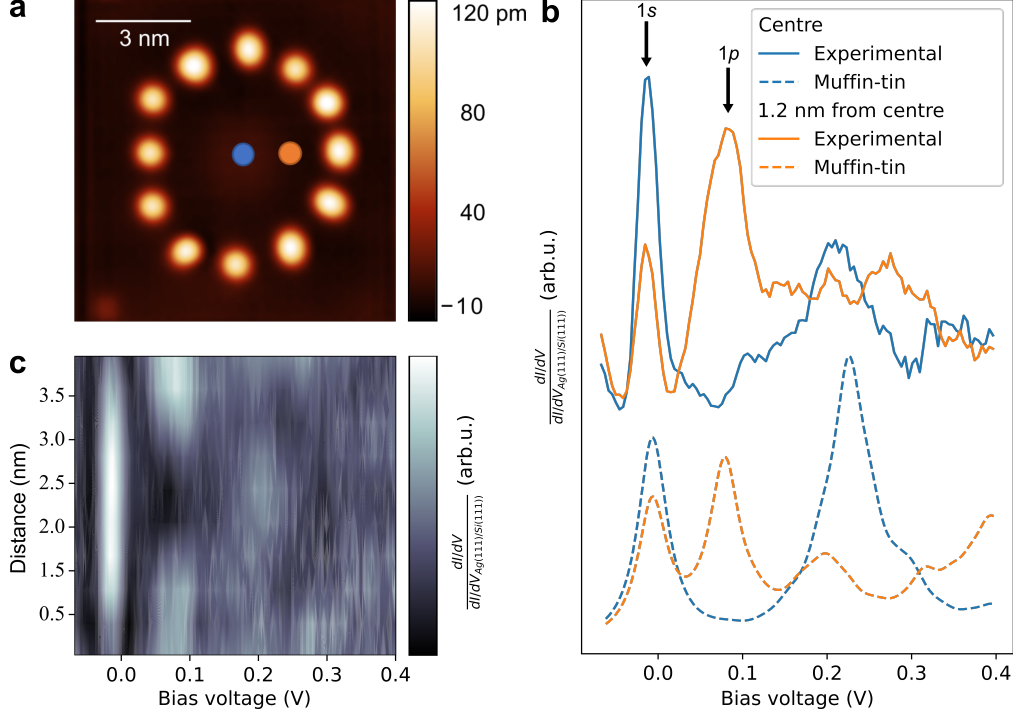 a
3 nm
120 pm
80
40
−10
b
1s
1p
Centre
Experimental
Muffin-tin
1.2 nm from centre
Experimental
Muffin-tin
dI/dV
dI/dV_Ag(111)/Si(111))
(arb.u.)
0.0
0.1
0.2
0.3
0.4
Bias voltage (V)
c
Distance (nm)
3.5
3.0
2.5
2.0
1.5
0.5
0.0
0.1
0.2
0.3
0.4
Bias voltage (V)
dI/dV
dI/dV_Ag(111)/Si(111))
(arb.u.)